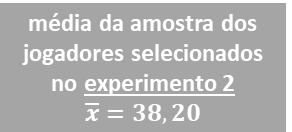 média da amostra dos
jogadores selecionados
no experimento 2
x̅ = 38,20